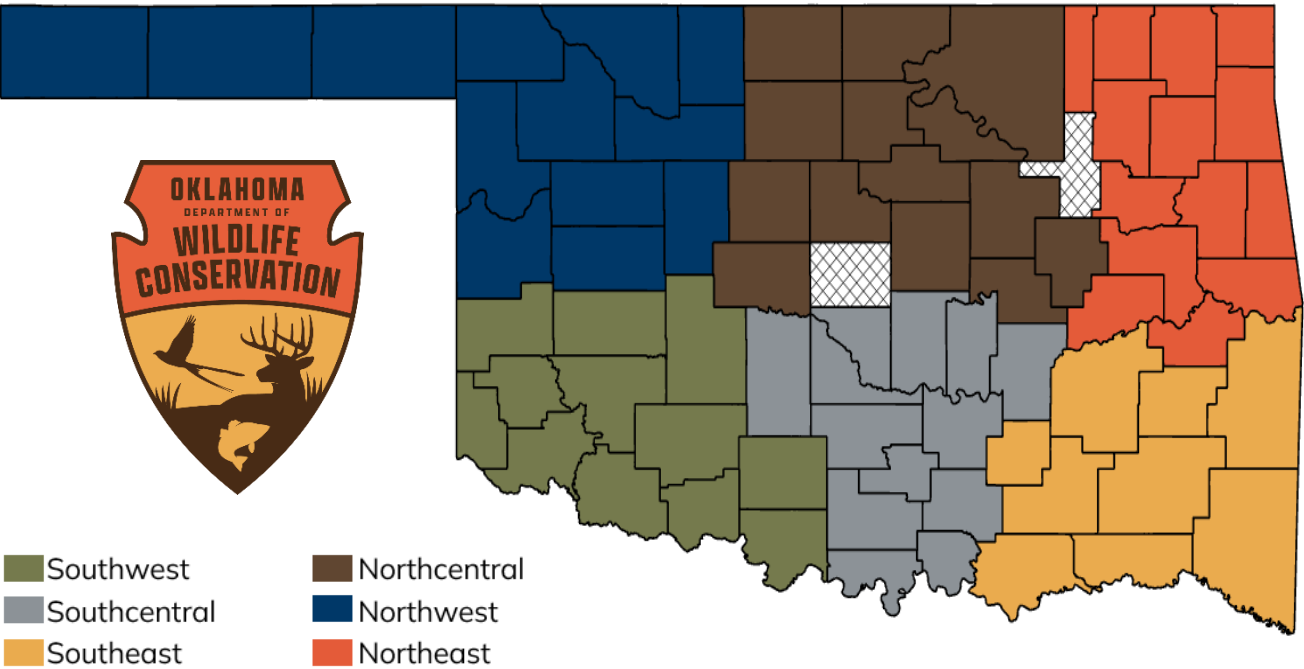 OKLAHOMA
DEPARTMENT OF
WILDLIFE
CONSERVATION
Southwest
Southcentral
Southeast
Northcentral
Northwest
Northeast